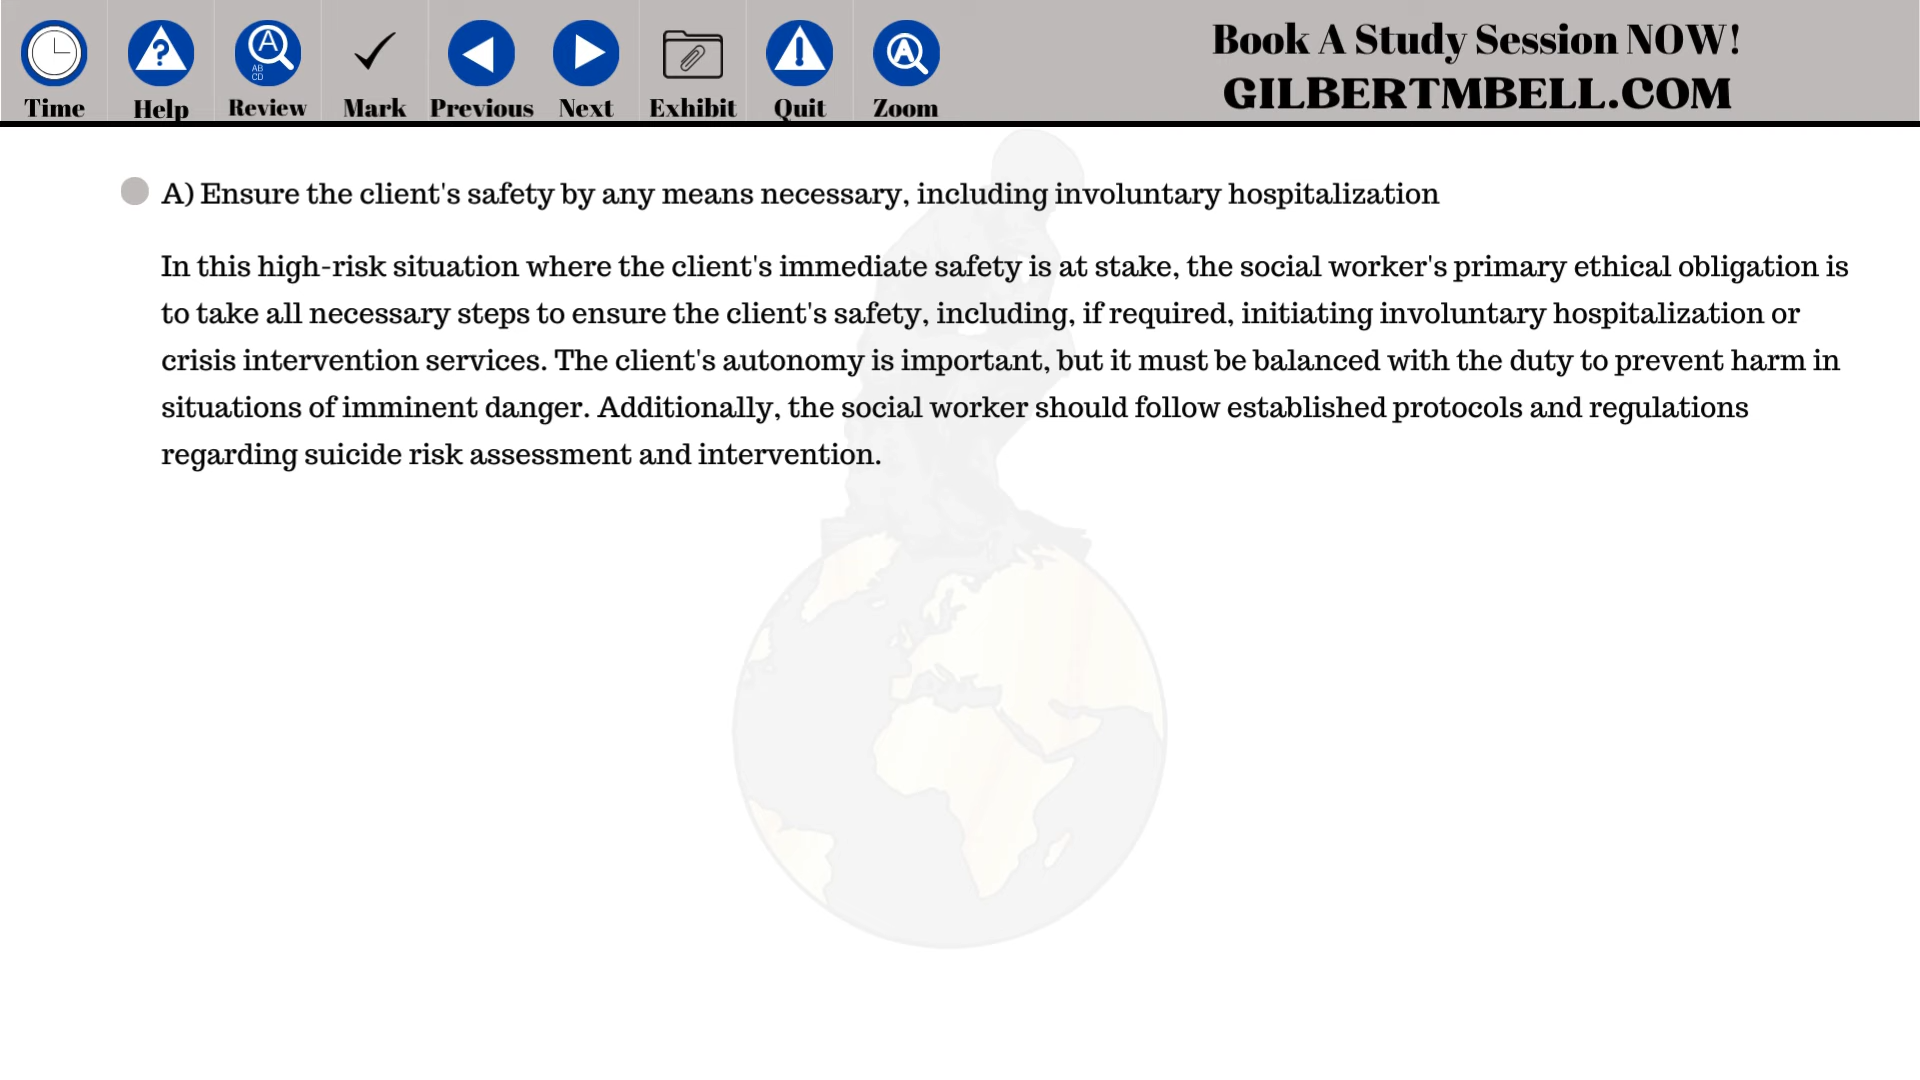 Book A Study Session NOW!
GILBERTMBELL.COM
Time Help Review Mark Previous Next Exhibit Quit Zoom
A) Ensure the client's safety by any means necessary, including involuntary hospitalization
In this high-risk situation where the client's immediate safety is at stake, the social worker's primary ethical obligation is
to take all necessary steps to ensure the client's safety, including, if required, initiating involuntary hospitalization or
crisis intervention services. The client's autonomy is important, but it must be balanced with the duty to prevent harm in
situations of imminent danger. Additionally, the social worker should follow established protocols and regulations
regarding suicide risk assessment and intervention.